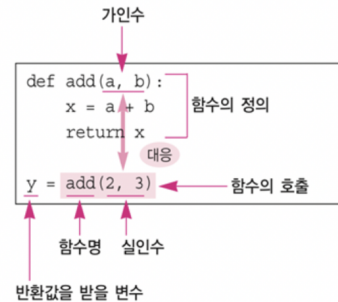 가인수
def add(a, b):
x = a + b
return x
함수의 정의
대응
y = add(2, 3)
함수의 호출
함수명
실인수
반환값을 받을 변수